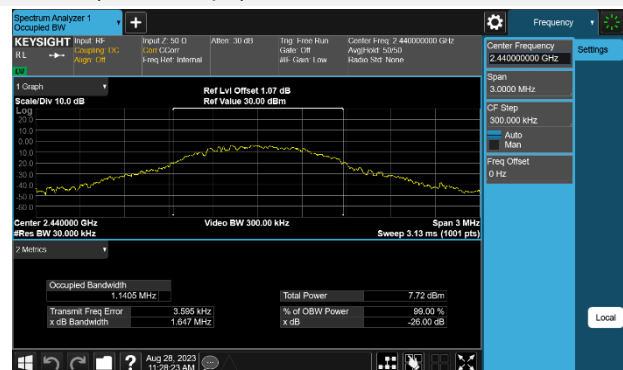 Spectrum Analyzer 1
Occupied BW
Frequency
KEYSIGHT
Input: RF
Coupling: DC
Align: Off
Input Z: 50 Ω
Corr CCorr
Freq Ref: Internal
Atten: 30 dB
Trig: Free Run
Gate: Off
#IF Gain: Low
Center Freq: 2.440000000 GHz
Avg|Hold: 50/50
Radio Std: None
R L
LW
Center Frequency
2.440000000 GHz
Settings
Span
3.0000 MHz
CF Step
300.000 kHz
Auto
Man
Freq Offset
0 Hz
1 Graph
Scale/Div 10.0 dB
Ref Lvl Offset 1.07 dB
Ref Value 30.00 dBm
Log
20.0
10.0
0.00
-10.0
-20.0
-30.0
-40.0
-50.0
-60.0
Center 2.440000 GHz
#Res BW 30.000 kHz
Video BW 300.00 kHz
Span 3 MHz
Sweep 3.13 ms (1001 pts)
2 Metrics
Occupied Bandwidth
1.1405 MHz
Total Power
7.72 dBm
Transmit Freq Error
3.595 kHz
% of OBW Power
99.00 %
x dB Bandwidth
1.647 MHz
x dB
-26.00 dB
Local
?
Aug 28, 2023
11:28:23 AM